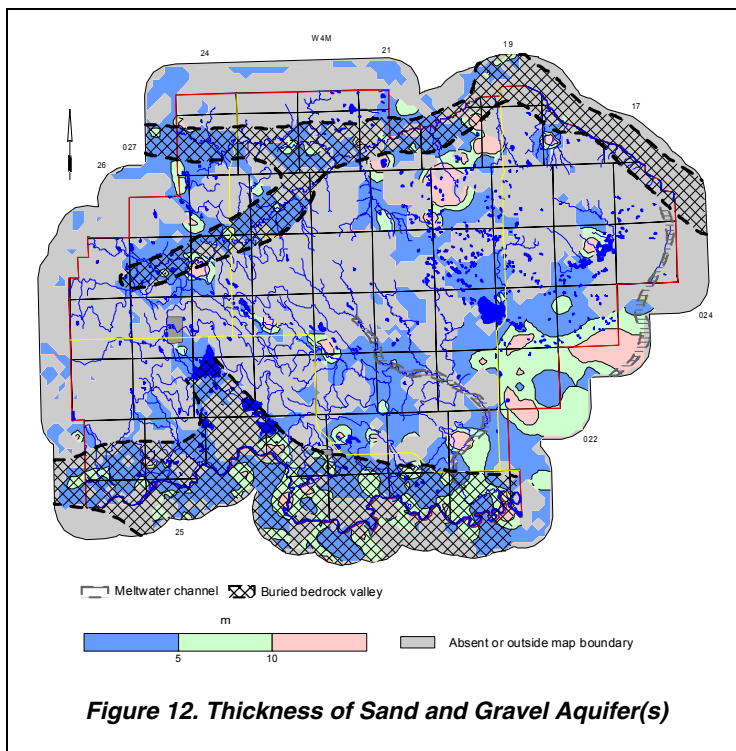 W4M
24
21
19
17
027
26
024
022
25
Meltwater channel
Buried bedrock valley
m
5
10
Absent or outside map boundary
Figure 12. Thickness of Sand and Gravel Aquifer(s)